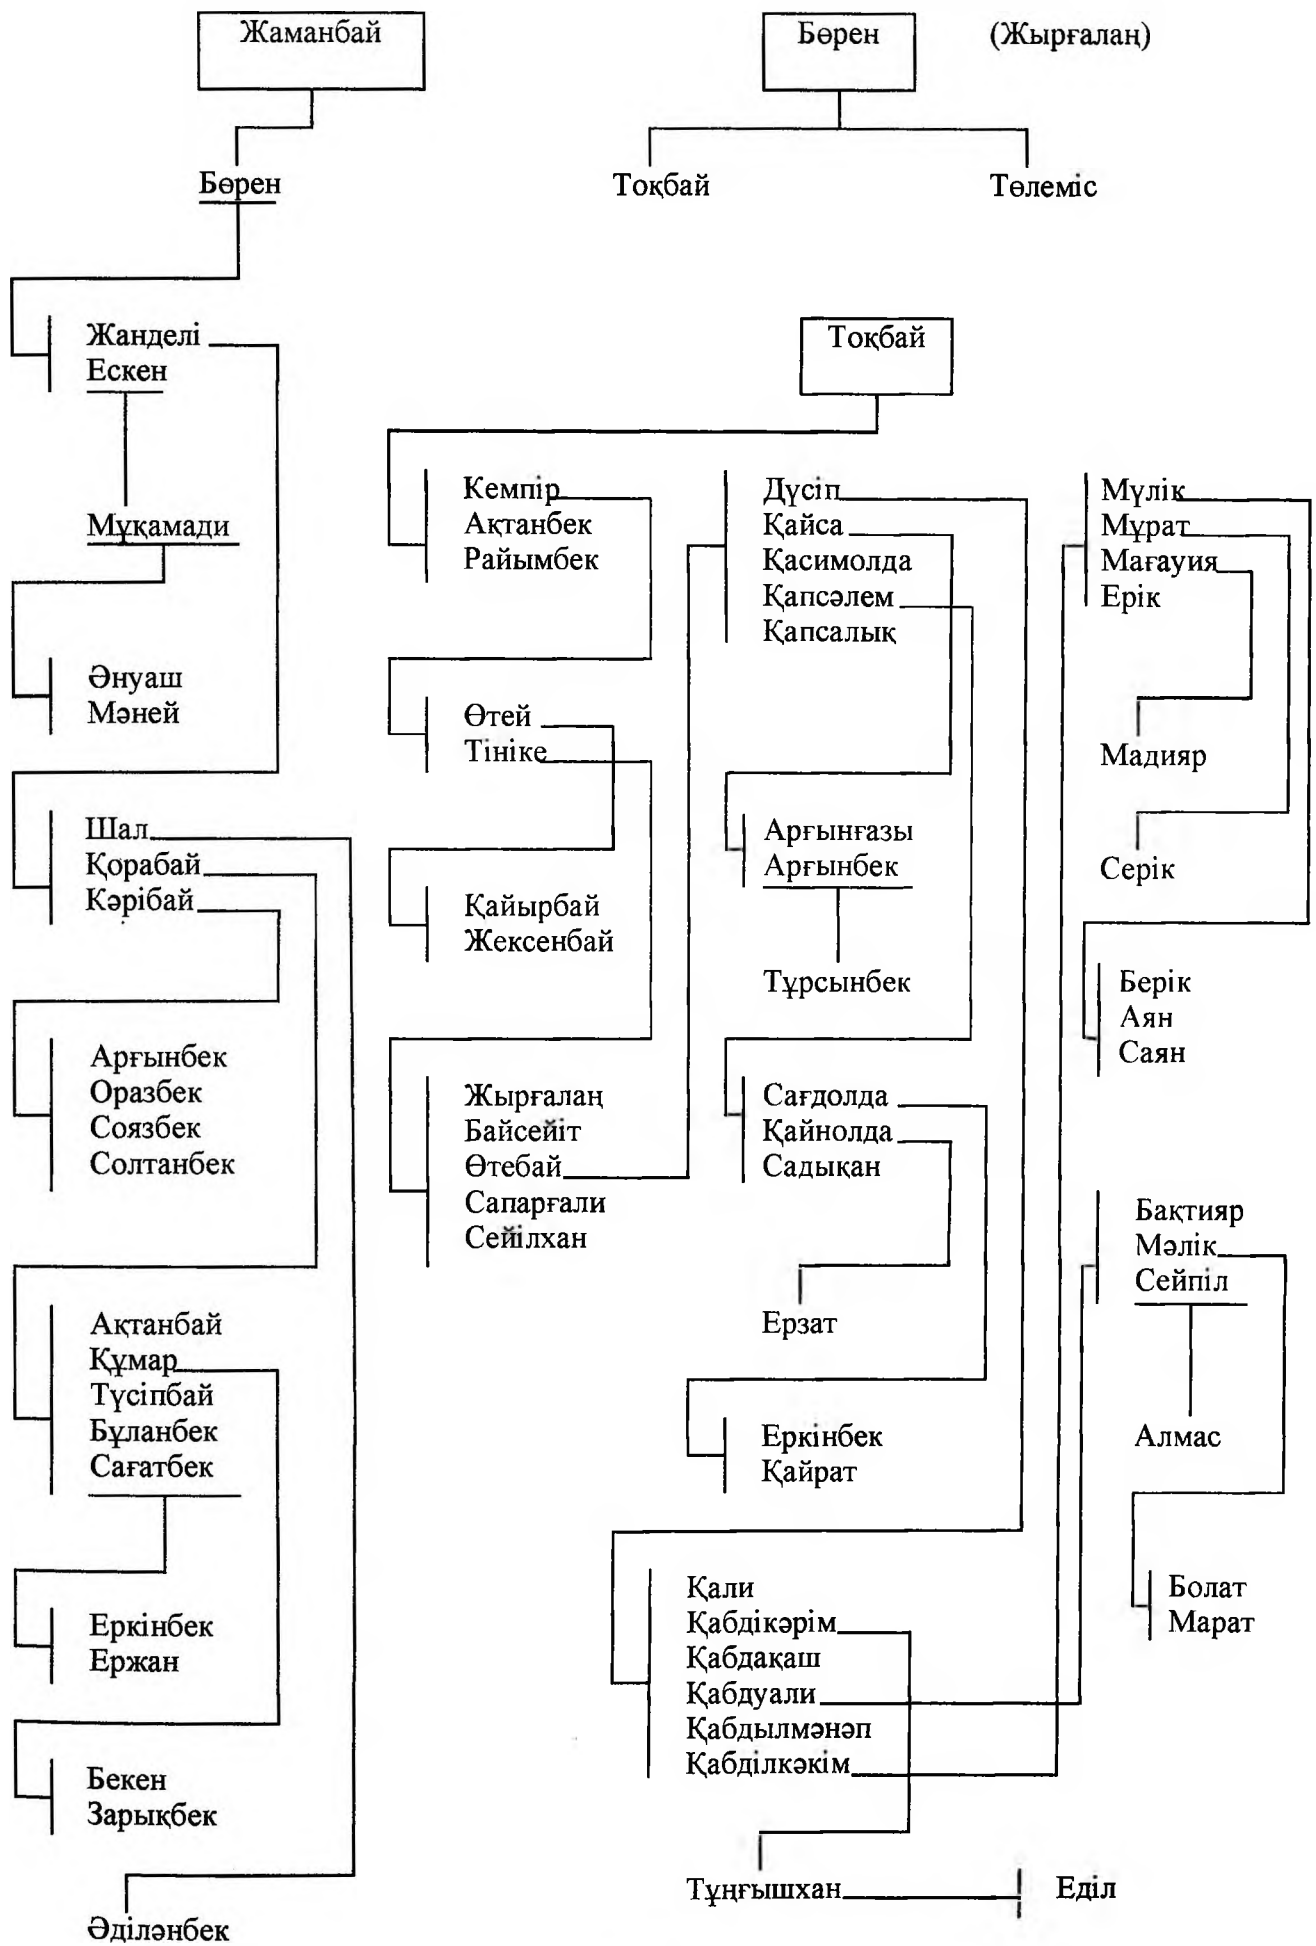 Жаманбай
Бөрен
Жанделі
Ескен
Мұқамади
Әнуаш
Мәней
Шал
Қорабай
Кәрібай
Арғынбек
Оразбек
Соязбек
Солтанбек
Ақтанбай
Құмар
Түсіпбай
Бұланбек
Сағатбек
Еркінбек
Ержан
Бекен
Зарықбек
Әділәнбек
Бөрен (Жырғалаң)
Тоқбай Төлеміс
Тоқбай
Кемпір
Ақтанбек
Райымбек
Өтей
Тініке
Қайырбай
Жексенбай
Жырғалаң
Байсейіт
Өтебай
Сапарғали
Сейілхан
Дүсіп
Қайса
Қасимолда
Қапсәлем
Қапсалық
Арғынғазы
Арғынбек
Тұрсынбек
Сағдолда
Қайнолда
Садықан
Ерзат
Еркінбек
Қайрат
Қали
Қабдікәрім
Қабдақаш
Қабдуали
Қабдылмәнәп
Қабділкәкім
Тұңғышхан Еділ
Мүлік
Мұрат
Мағауия
Ерік
Мадияр
Серік
Берік
Аян
Саян
Бақтияр
Мәлік
Сейпіл
Алмас
Болат
Марат